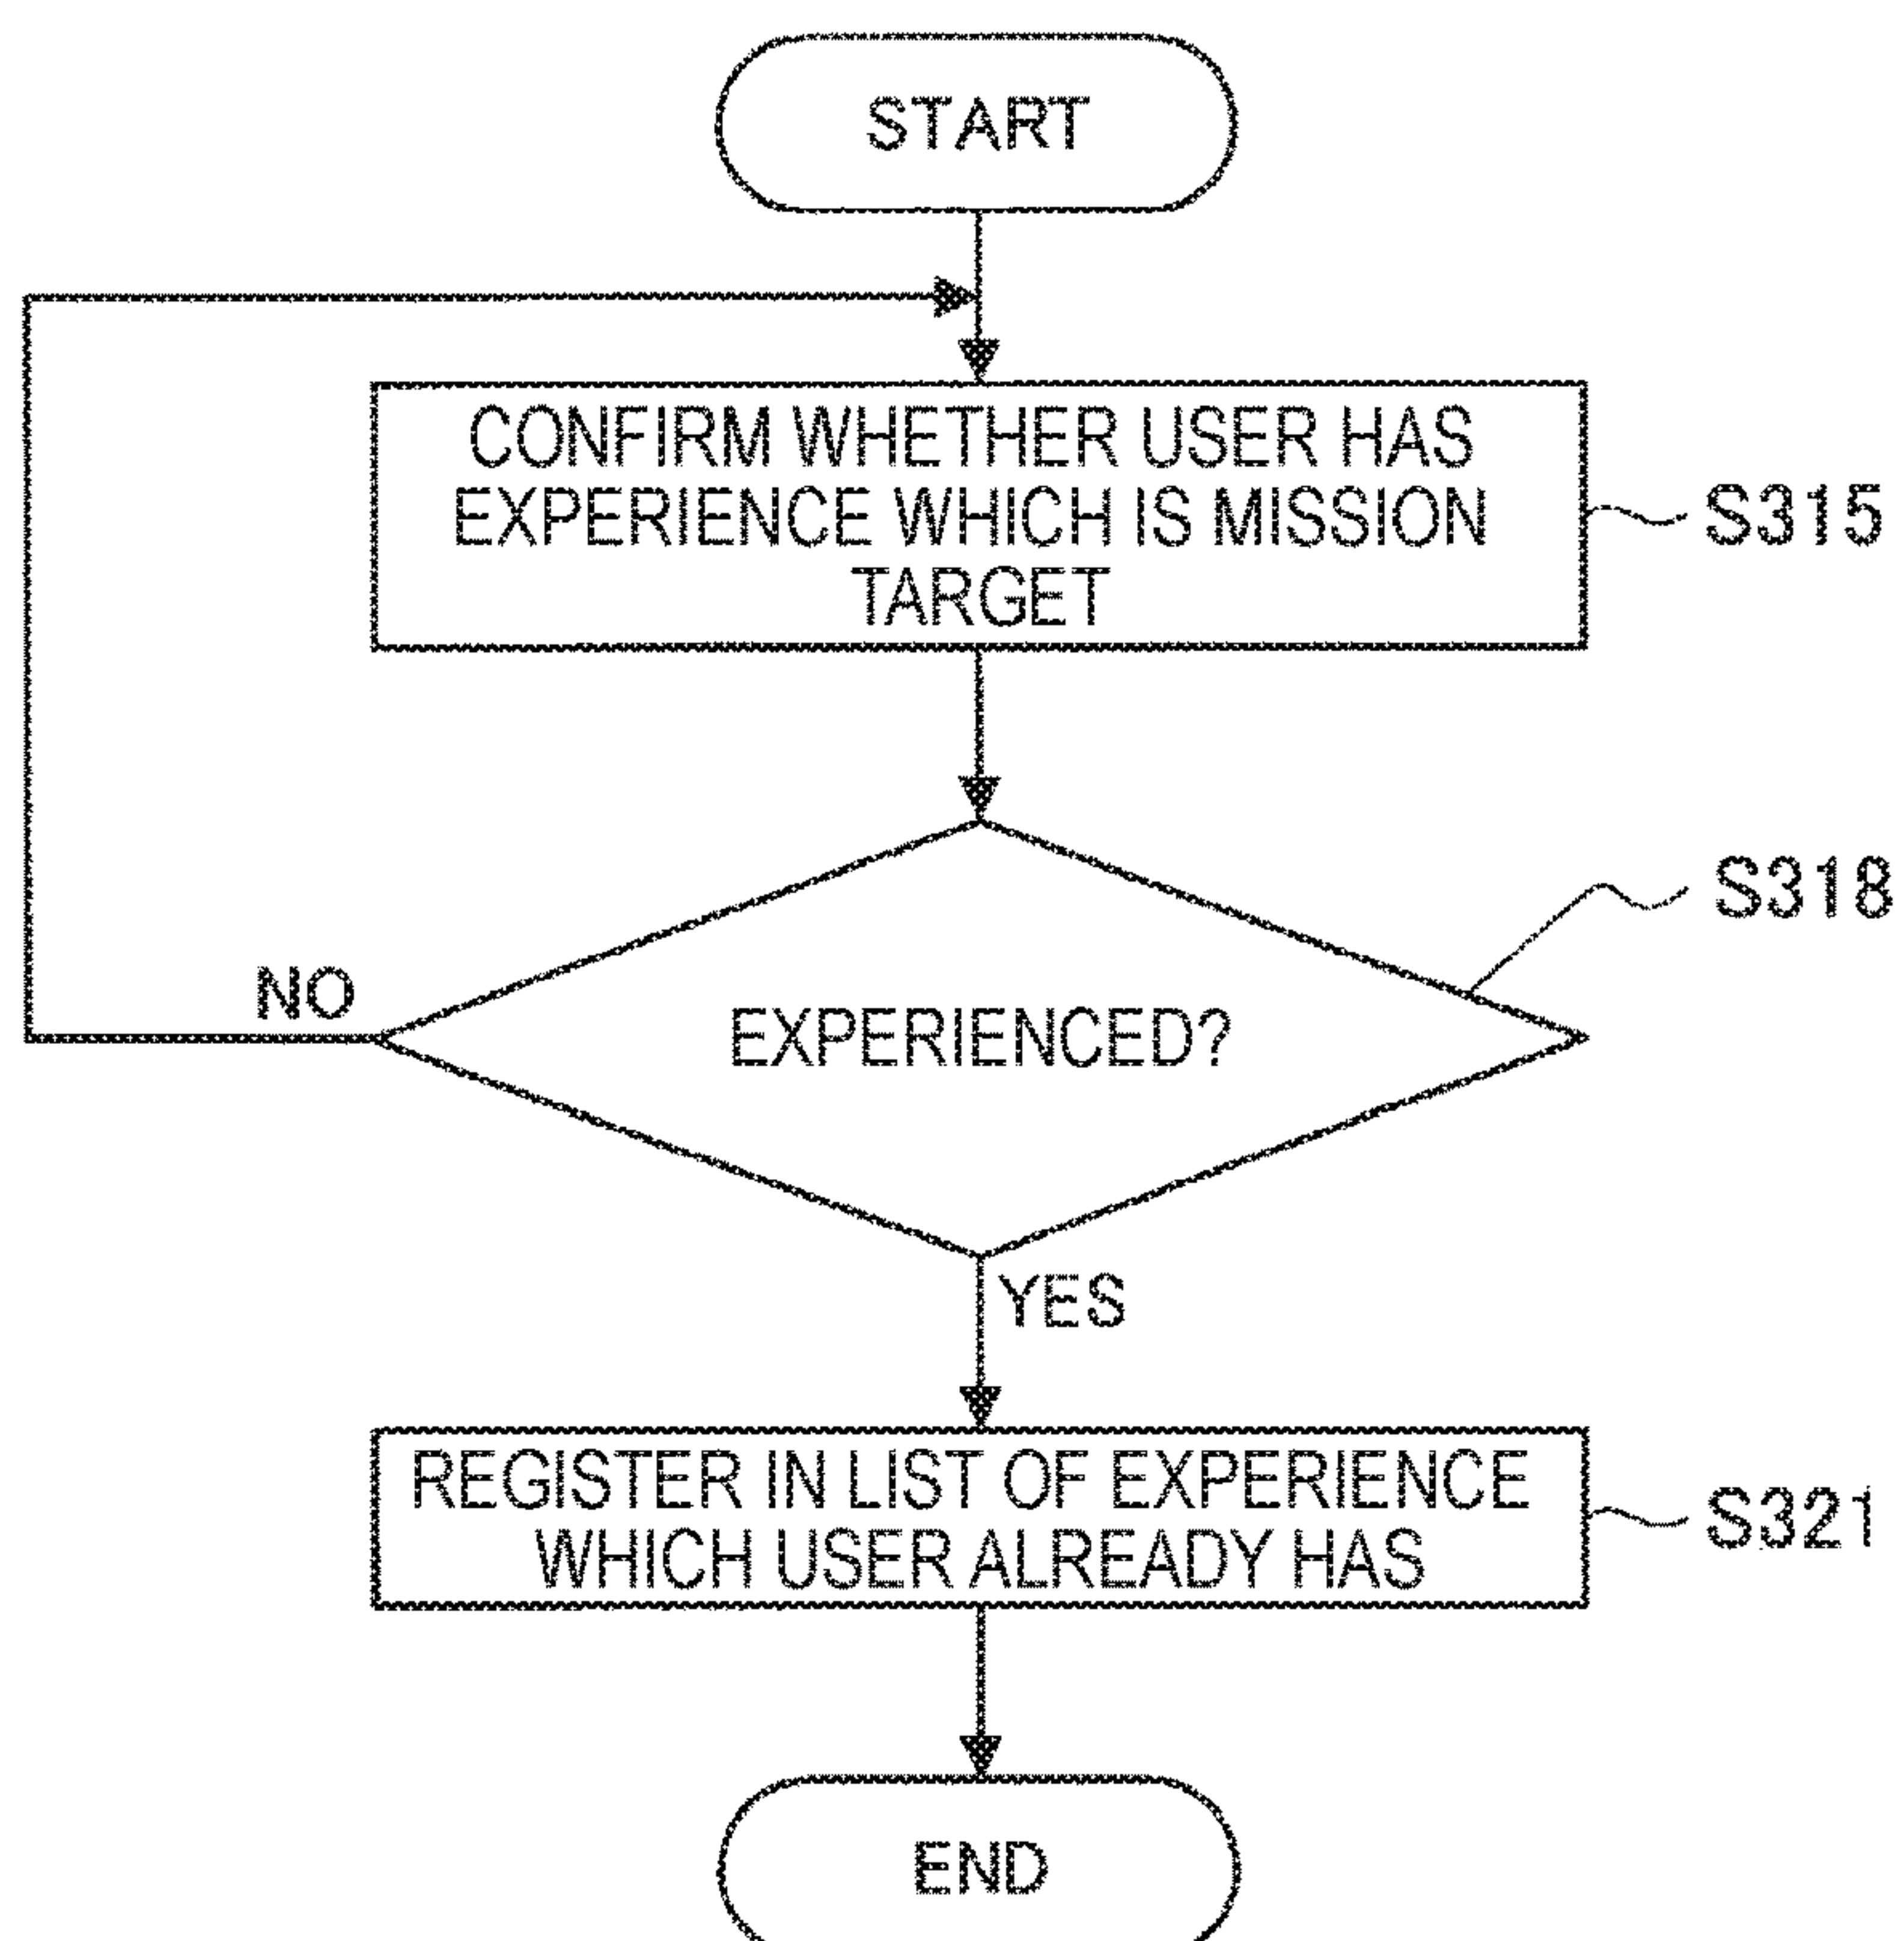 START
CONFIRM WHETHER USER HAS
EXPERIENCE WHICH IS MISSION
TARGET
S315
S318
NO
EXPERIENCED?
YES
REGISTER IN LIST OF EXPERIENCE
WHICH USER ALREADY HAS
S321
END